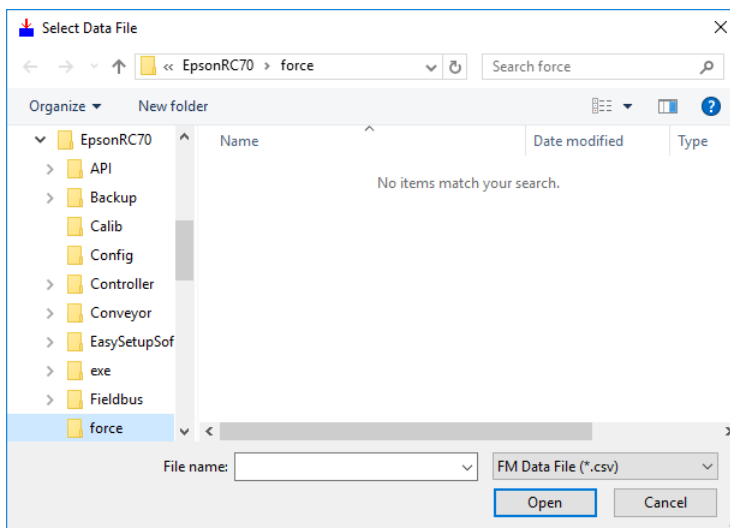 Select Data File
« EpsonRC70 > force
Search force
Organize
New folder
?
EpsonRC70
Name
Date modified
Type
API
No items match your search.
Backup
Calib
Config
Controller
Conveyor
EasySetupSof
exe
Fieldbus
force
File name:
FM Data File (*.csv)
Open
Cancel